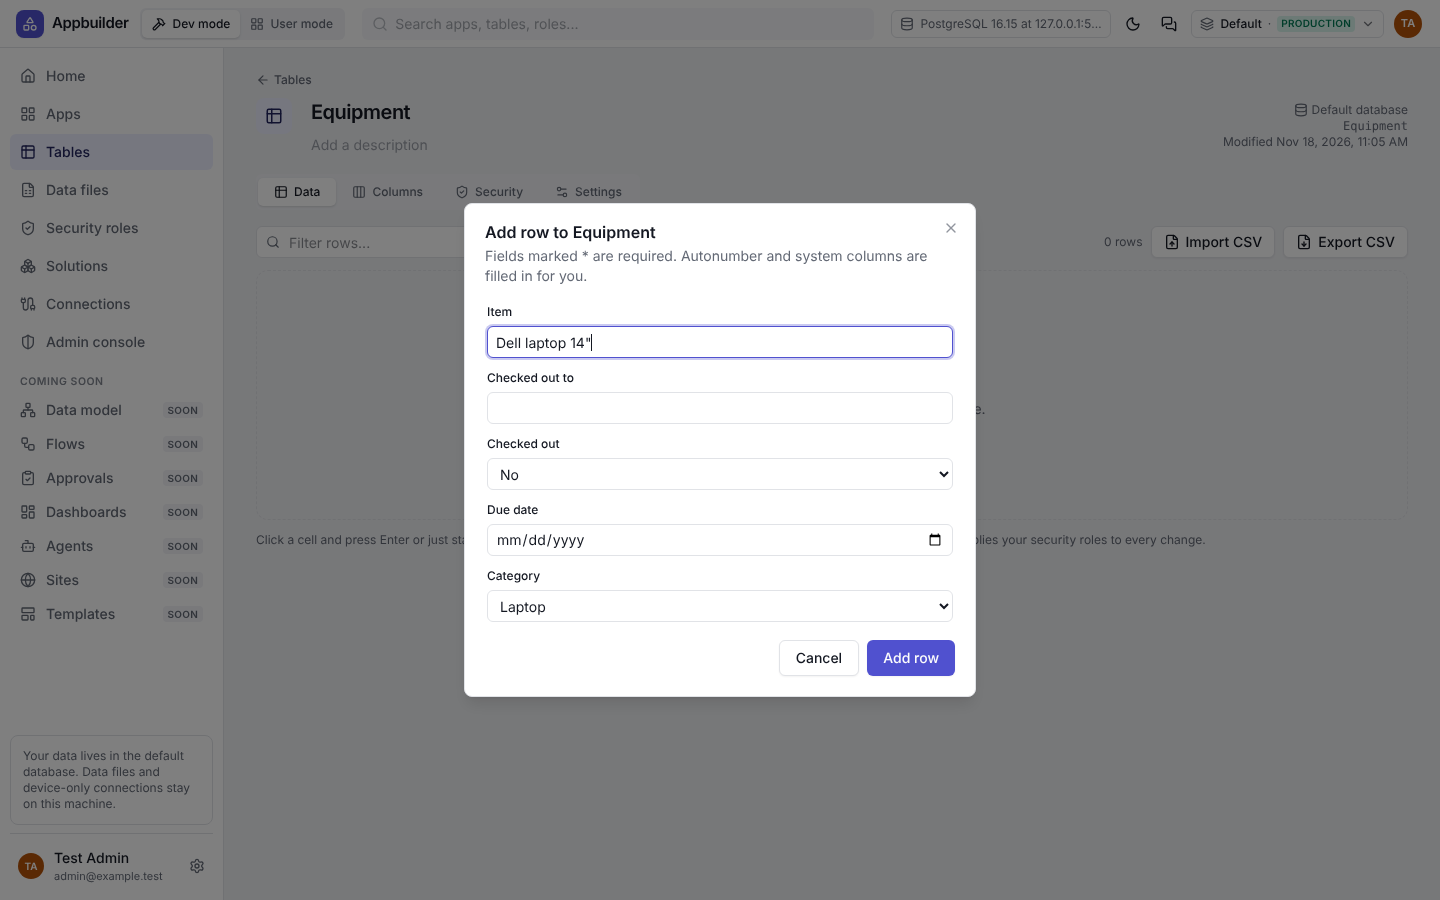 Appbuilder
Dev mode
User mode
Search apps, tables, roles...
PostgreSQL 16.15 at 127.0.0.1:5...
Default · PRODUCTION
TA
Home
Apps
Tables
Data files
Security roles
Solutions
Connections
Admin console
COMING SOON
Data model SOON
Flows SOON
Approvals SOON
Dashboards SOON
Agents SOON
Sites SOON
Templates SOON
Your data lives in the default
database. Data files and
device-only connections stay
on this machine.
TA
Test Admin
admin@example.test
Tables
Equipment
Add a description
Default database
Equipment
Modified Nov 18, 2026, 11:05 AM
Data
Columns
Security
Settings
Filter rows...
0 rows
Import CSV
Export CSV
Click a cell and press Enter or just
your security roles to every change.
Add row to Equipment
Fields marked * are required. Autonumber and system columns are
filled in for you.
Item
Dell laptop 14"
Checked out to
Checked out
No
Due date
mm/dd/yyyy
Category
Laptop
Cancel
Add row